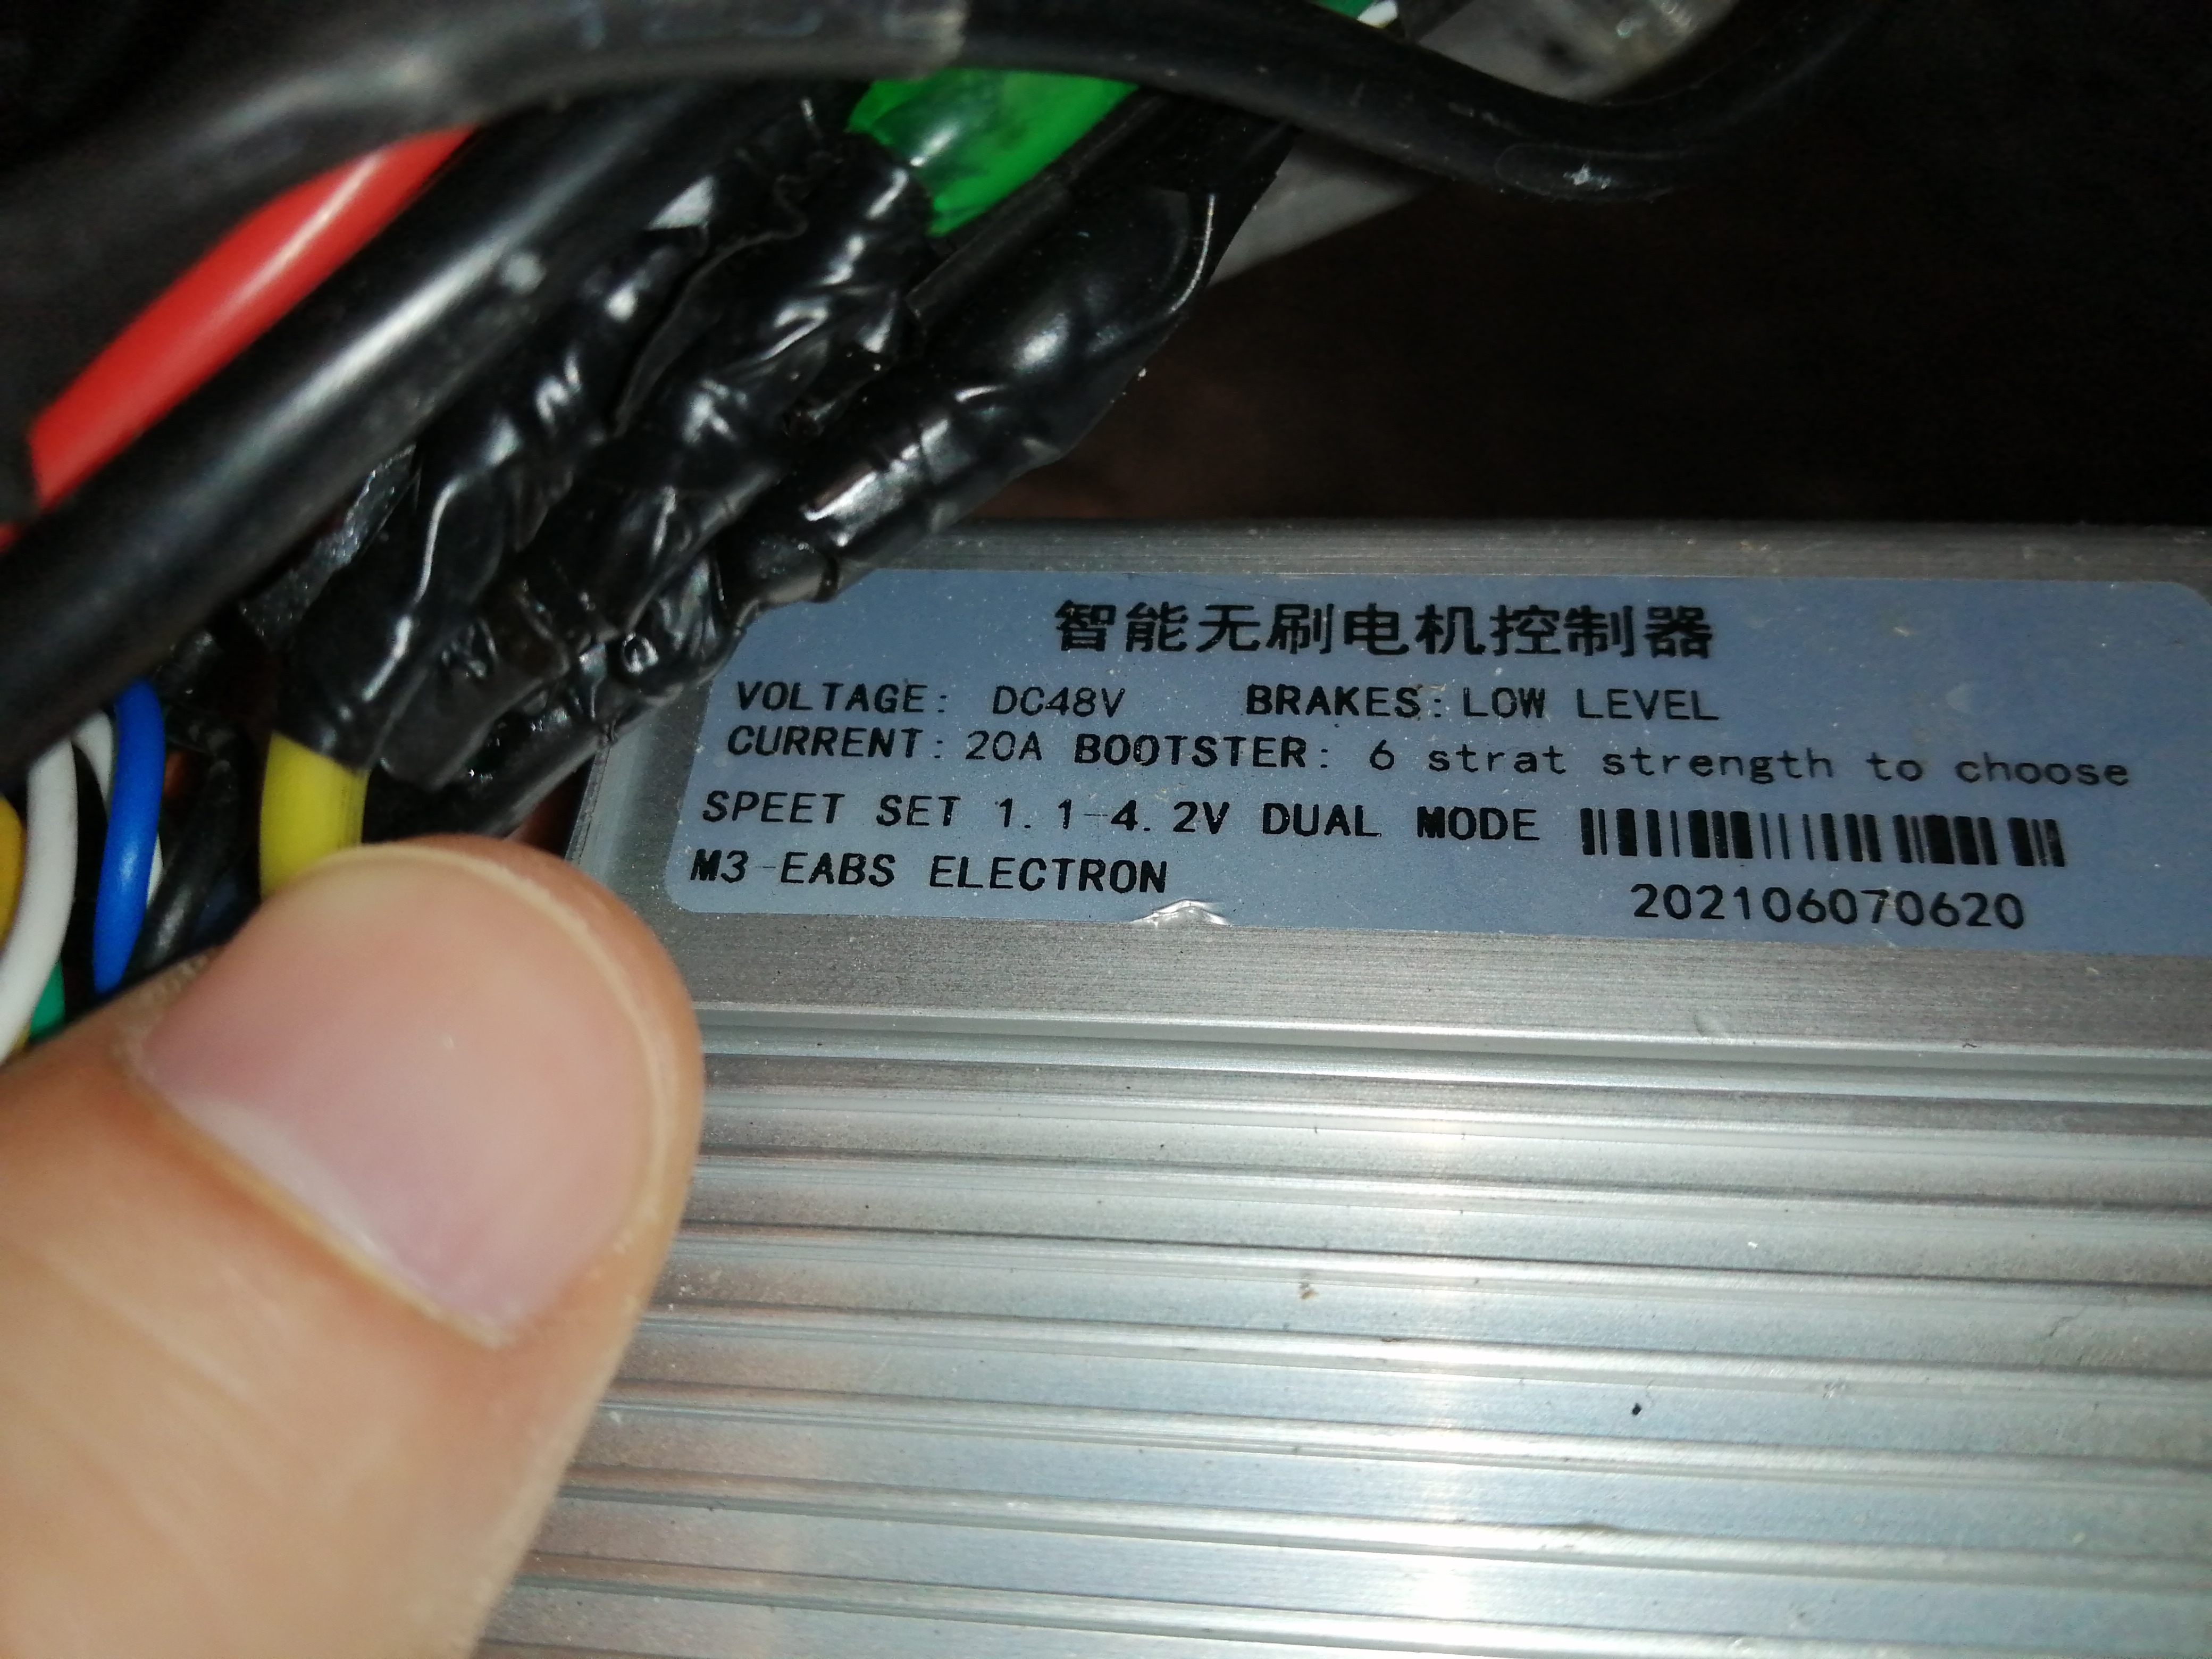 智能无刷电机控制器
VOLTAGE: DC48V BRAKES: LOW LEVEL
CURRENT: 20A BOOTSTER: 6 strat strength to choose
SPEET SET 1.1-4.2V DUAL MODE
M3-EABS ELECTRON
202106070620